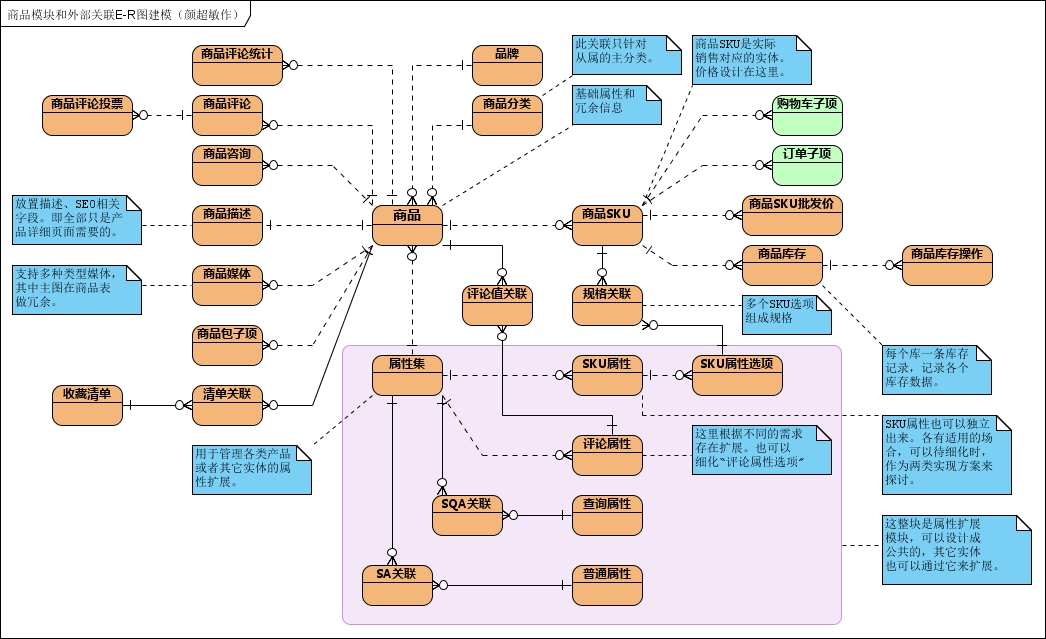 商品模块和外部关联E-R图建模（颜超敏作）
商品评论统计
品牌
此关联只针对
从属的主分类。
商品SKU是实际
销售对应的实体。
价格设计在这里。
商品评论投票
商品评论
商品分类
基础属性和
冗余信息
购物车子项
商品咨询
订单子项
放置描述、SEO相关
字段。即全部只是产
品详细页面需要的。
商品描述
商品
商品SKU
商品SKU批发价
商品库存
商品库存操作
支持多种类型媒体，
其中主图在商品表
做冗余。
商品媒体
评论值关联
规格关联
多个SKU选项
组成规格
商品包子项
属性集
SKU属性
SKU属性选项
每个库一条库存
记录，记录各个
库存数据。
收藏清单
清单关联
用于管理各类产品
或者其它实体的属
性扩展。
评论属性
这里根据不同的需求
存在扩展。也可以
细化“评论属性选项”
SKU属性也可以独立
出来。各有适用的场
合，可以待细化时，
作为两类实现方案来
探讨。
SQA关联
查询属性
这整块是属性扩展
模块，可以设计成
公共的，其它实体
也可以通过它来扩展。
SA关联
普通属性